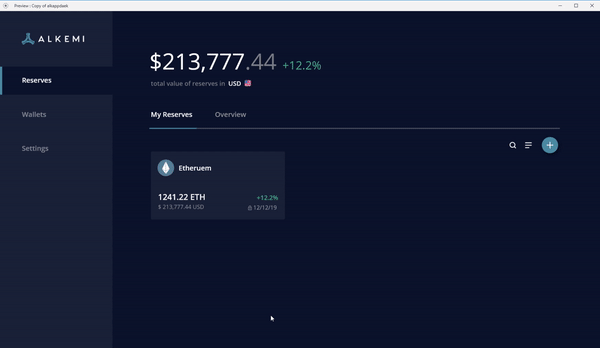 Preview : Copy of alkappdesk
ALKEMI
Reserves
Wallets
Settings
$213,777.44 +12.2%
total value of reserves in USD
My Reserves Overview
Etheruem
1241.22 ETH +12.2%
$ 213,777.44 USD 12/12/19